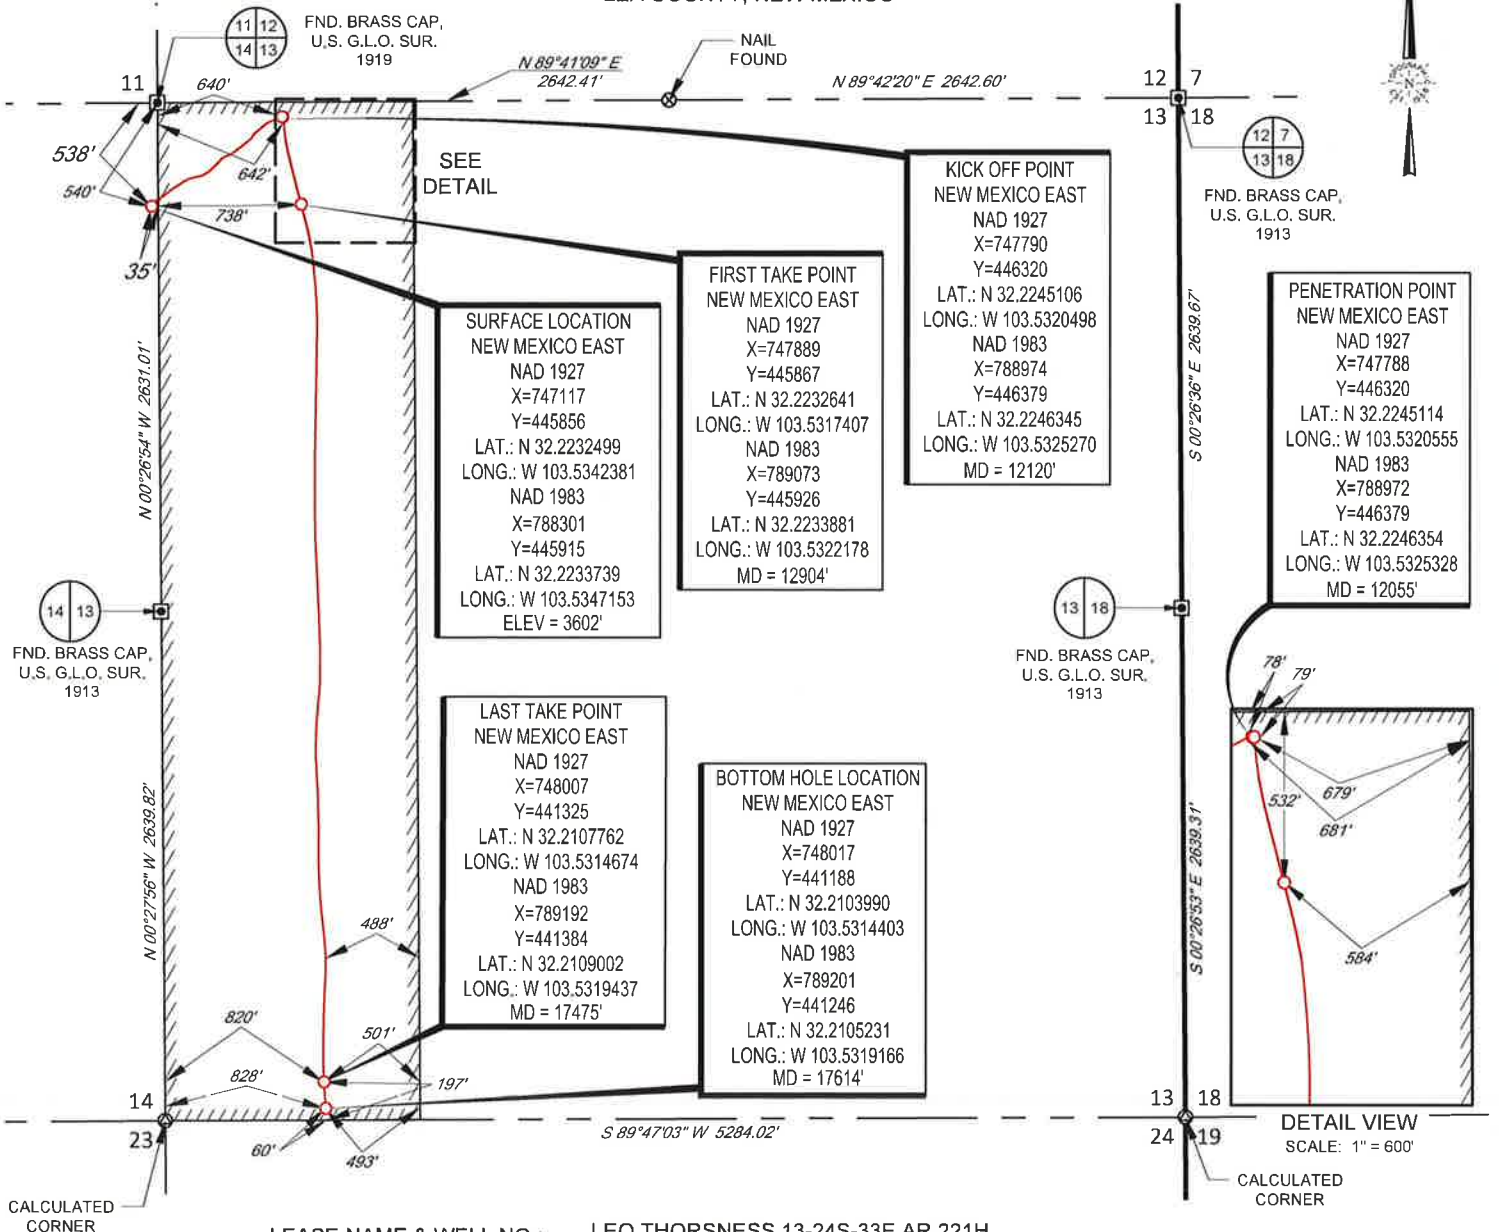 11 12
14 13
FND. BRASS CAP,
U.S. G.L.O. SUR.
1919
NAIL
FOUND
N 89°41'09" E
2642.41'
N 89°42'20" E 2642.60'
11
640'
12 7
13 18
N
12 7
13 18
FND. BRASS CAP,
U.S. G.L.O. SUR.
1913
538'
540'
642'
738'
35'
SEE
DETAIL
KICK OFF POINT
NEW MEXICO EAST
NAD 1927
X=747790
Y=446320
LAT.: N 32.2245106
LONG.: W 103.5320498
NAD 1983
X=788974
Y=446379
LAT.: N 32.2246345
LONG.: W 103.5325270
MD = 12120'
FIRST TAKE POINT
NEW MEXICO EAST
NAD 1927
X=747889
Y=445867
LAT.: N 32.2232641
LONG.: W 103.5317407
NAD 1983
X=789073
Y=445926
LAT.: N 32.2233881
LONG.: W 103.5322178
MD = 12904'
SURFACE LOCATION
NEW MEXICO EAST
NAD 1927
X=747117
Y=445856
LAT.: N 32.2232499
LONG.: W 103.5342381
NAD 1983
X=788301
Y=445915
LAT.: N 32.2233739
LONG.: W 103.5347153
ELEV = 3602'
PENETRATION POINT
NEW MEXICO EAST
NAD 1927
X=747788
Y=446320
LAT.: N 32.2245114
LONG.: W 103.5320555
NAD 1983
X=788972
Y=446379
LAT.: N 32.2246354
LONG.: W 103.5325328
MD = 12055'
N 00°26'54" W 2631.01'
S 00°26'36" E 2639.67'
14 13
FND. BRASS CAP,
U.S. G.L.O. SUR.
1913
13 18
FND. BRASS CAP,
U.S. G.L.O. SUR.
1913
LAST TAKE POINT
NEW MEXICO EAST
NAD 1927
X=748007
Y=441325
LAT.: N 32.2107762
LONG.: W 103.5314674
NAD 1983
X=789192
Y=441384
LAT.: N 32.2109002
LONG.: W 103.5319437
MD = 17475'
BOTTOM HOLE LOCATION
NEW MEXICO EAST
NAD 1927
X=748017
Y=441188
LAT.: N 32.2103990
LONG.: W 103.5314403
NAD 1983
X=789201
Y=441246
LAT.: N 32.2105231
LONG.: W 103.5319166
MD = 17614'
N 00°27'56" W 2639.82'
S 00°26'53" E 2639.31'
78'
79'
679'
532'
681'
584'
488'
820'
501'
828'
197'
14
23
60'
493'
S 89°47'03" W 5284.02'
13 18
24 19
DETAIL VIEW
SCALE: 1" = 600'
CALCULATED
CORNER
CALCULATED
CORNER